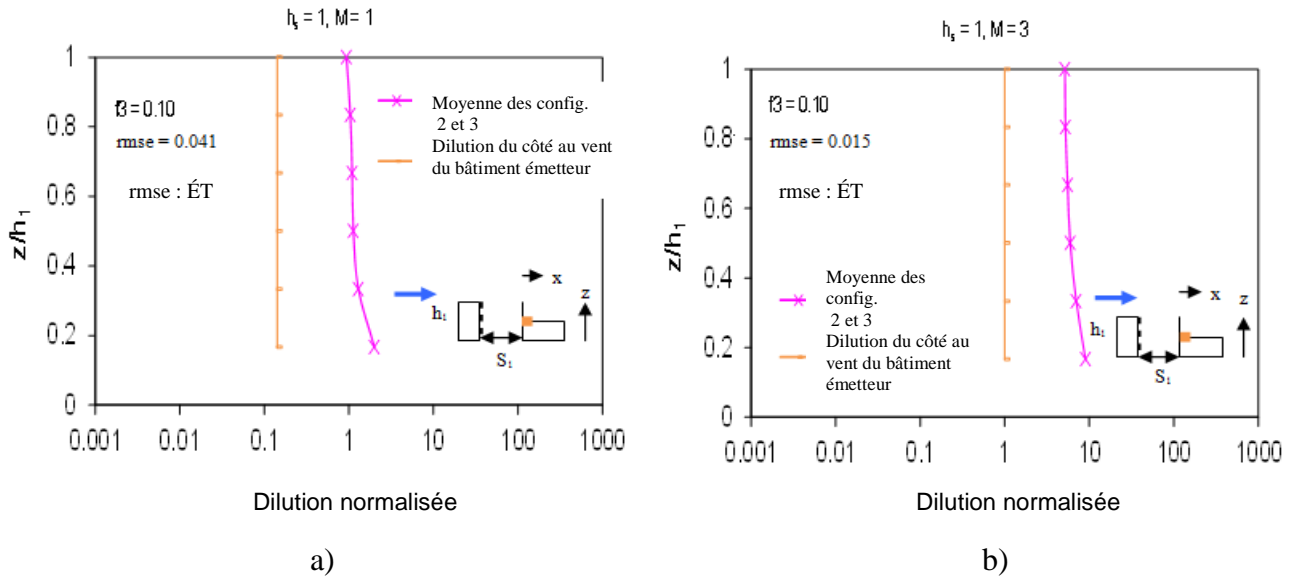 hₛ = 1, M = 1
z/h₁
1
0.8
0.6
0.4
0.2
0
f3 = 0.10
rmse = 0.041
rmse : ÉT
Moyenne des config.
2 et 3
Dilution du côté au vent
du bâtiment émetteur
h₁
S₁
x
z
0.001 0.01 0.1 1 10 100 1000
Dilution normalisée
a)
hₛ = 1, M = 3
z/h₁
1
0.8
0.6
0.4
0.2
0
f3 = 0.10
rmse = 0.015
rmse : ÉT
Moyenne des
config.
2 et 3
Dilution du côté au
vent du bâtiment
émetteur
h₁
S₁
x
z
0.001 0.01 0.1 1 10 100 1000
Dilution normalisée
b)